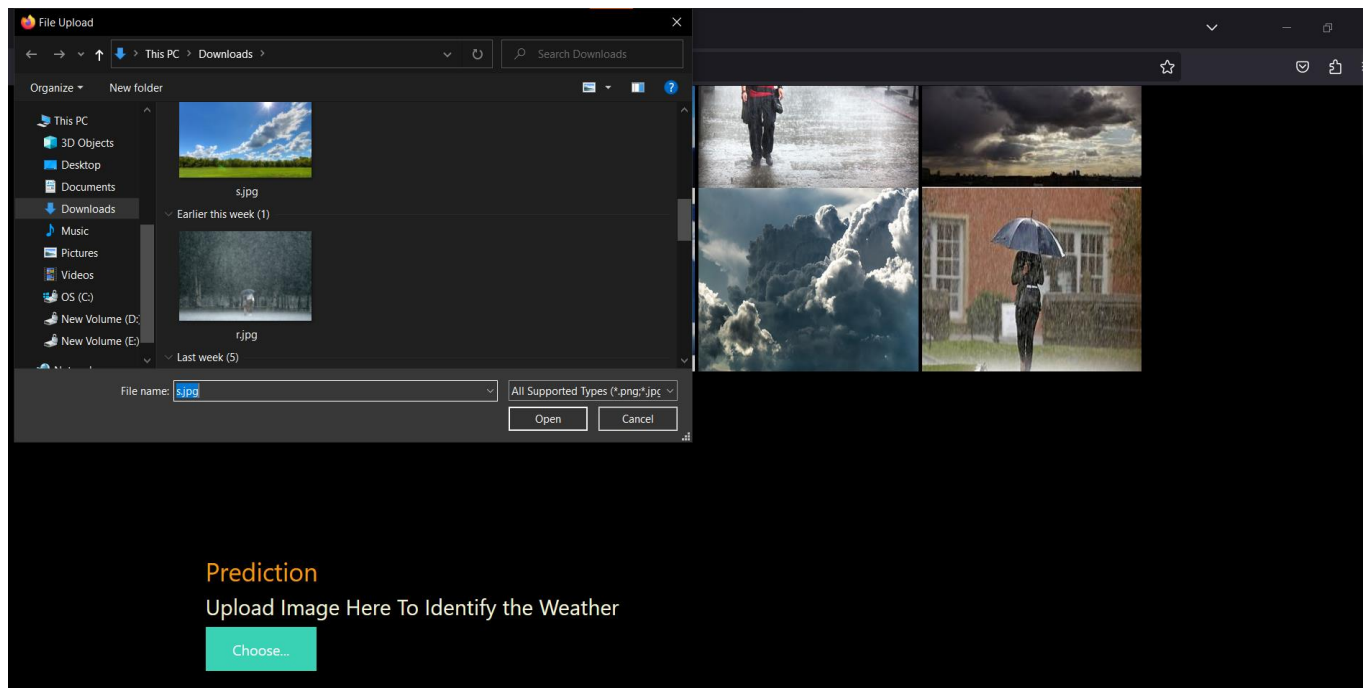 File Upload
This PC > Downloads >
Search Downloads
Organize
New folder
This PC
3D Objects
Desktop
Documents
Downloads
Music
Pictures
Videos
OS (C:)
New Volume (D:)
New Volume (E:)
s.jpg
Earlier this week (1)
r.jpg
Last week (5)
File name: s.jpg
All Supported Types (*.png;*.jpg
Open
Cancel
Prediction
Upload Image Here To Identify the Weather
Choose...